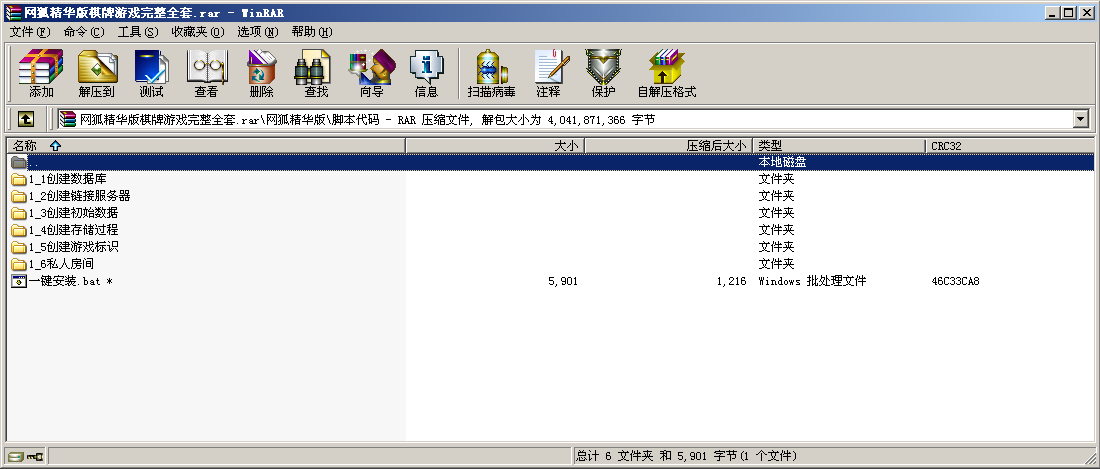 网狐精华版棋牌游戏完整全套.rar - WinRAR
文件(F) 命令(C) 工具(S) 收藏夹(O) 选项(N) 帮助(H)
添加 解压到 测试 查看 删除 查找 向导 信息 扫描病毒 注释 保护 自解压格式
网狐精华版棋牌游戏完整全套.rar\网狐精华版\脚本代码 - RAR 压缩文件, 解包大小为 4,041,871,366 字节
名称 大小 压缩后大小 类型 CRC32
.. 本地磁盘
1_1创建数据库 文件夹
1_2创建链接服务器 文件夹
1_3创建初始数据 文件夹
1_4创建存储过程 文件夹
1_5创建游戏标识 文件夹
1_6私人房间 文件夹
一键安装.bat * 5,901 1,216 Windows 批处理文件 46C33CA8
总计 6 文件夹 和 5,901 字节(1 个文件)